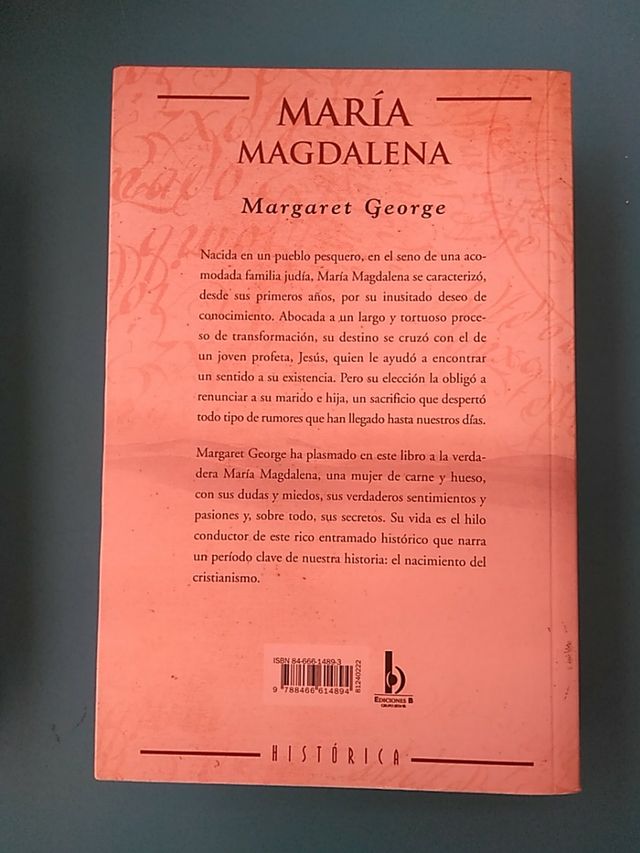 MARÍA
MAGDALENA
Margaret George
Nacida en un pueblo pesquero, en el seno de una aco-
modada familia judía, María Magdalena se caracterizó,
desde sus primeros años, por su inusitado deseo de
conocimiento. Abocada a un largo y tortuoso proce-
so de transformación, su destino se cruzó con el de
un joven profeta, Jesús, quien le ayudó a encontrar
un sentido a su existencia. Pero su elección la obligó a
renunciar a su marido e hija, un sacrificio que despertó
todo tipo de rumores que han llegado hasta nuestros días.
Margaret George ha plasmado en este libro a la verda-
dera María Magdalena, una mujer de carne y hueso,
con sus dudas y miedos, sus verdaderos sentimientos y
pasiones y, sobre todo, sus secretos. Su vida es el hilo
conductor de este rico entramado histórico que narra
un período clave de nuestra historia: el nacimiento del
cristianismo.
ISBN 84-666-1489-3
9 788466 614894
81240222
b
EDICIONES B
GRUPO ZETA
HISTÓRICA